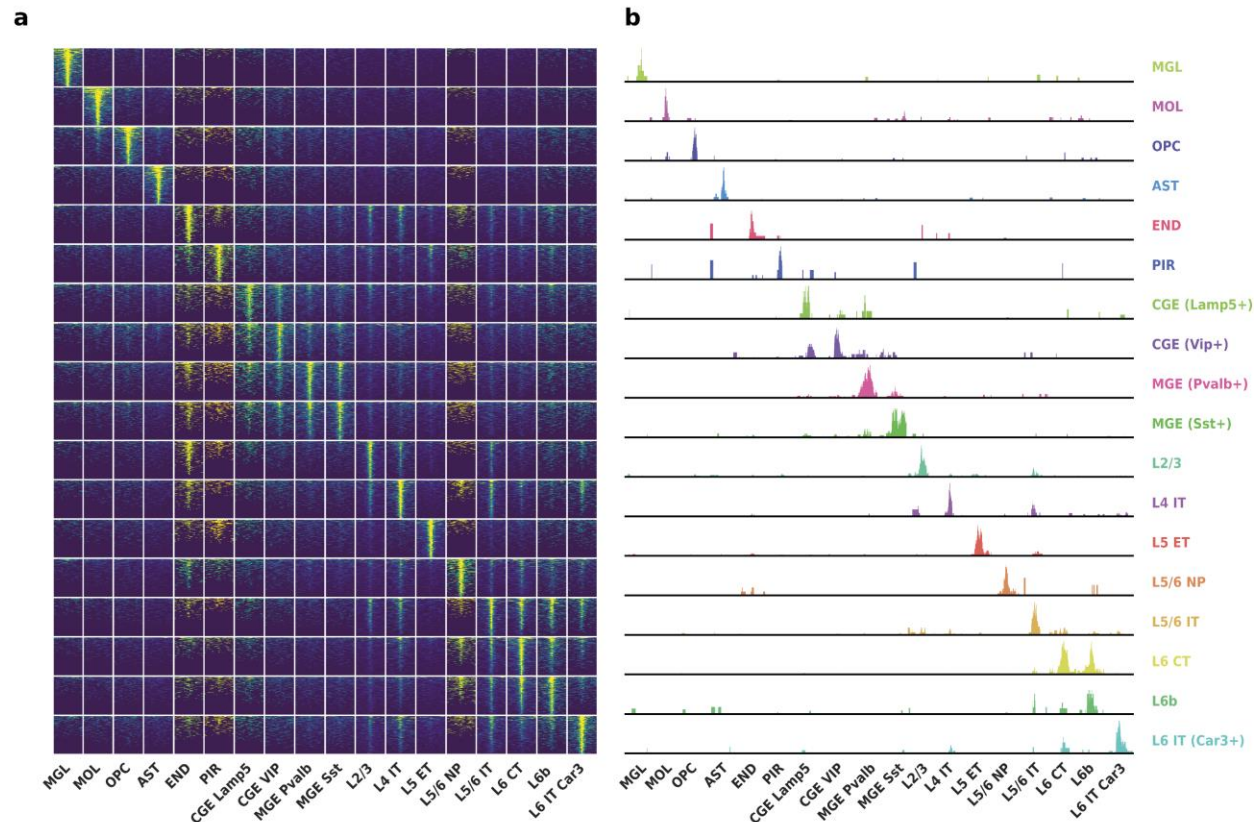 a
b
MGL
MOL
OPC
AST
END
PIR
CGE (Lamp5+)
CGE (Vip+)
MGE (Pvalb+)
MGE (Sst+)
L2/3
L4 IT
L5 ET
L5/6 NP
L5/6 IT
L6 CT
L6b
L6 IT (Car3+)
MGL
MOL
OPC
AST
END
PIR
CGE Lamp5
CGE VIP
MGE Pvalb
MGE Sst
L2/3
L4 IT
L5 ET
L5/6 NP
L5/6 IT
L6 CT
L6b
L6 IT Car3
MGL
MOL
OPC
AST
END
PIR
CGE Lamp5
CGE VIP
MGE Pvalb
MGE Sst
L2/3
L4 IT
L5 ET
L5/6 NP
L5/6 IT
L6 CT
L6b
L6 IT Car3